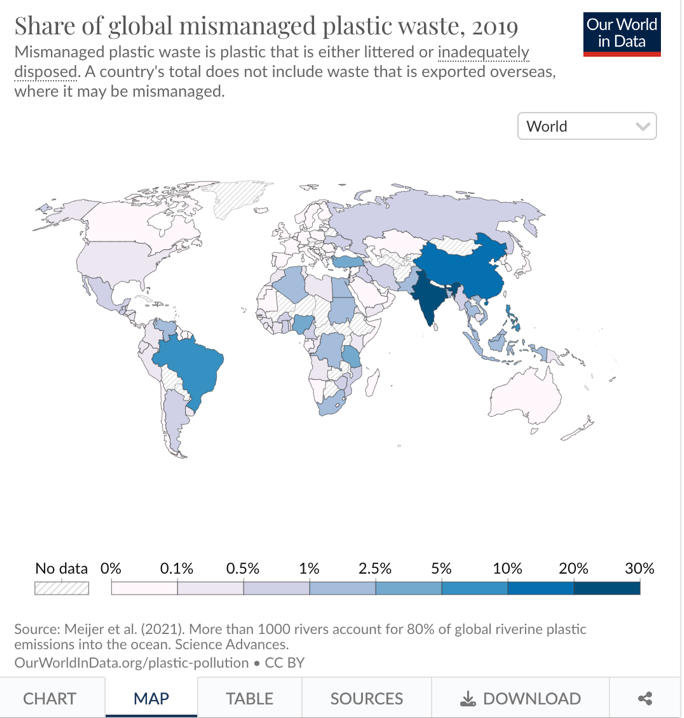 Share of global mismanaged plastic waste, 2019
Our World
in Data
Mismanaged plastic waste is plastic that is either littered or inadequately
disposed. A country's total does not include waste that is exported overseas,
where it may be mismanaged.
World
No data 0% 0.1% 0.5% 1% 2.5% 5% 10% 20% 30%
Source: Meijer et al. (2021). More than 1000 rivers account for 80% of global riverine plastic
emissions into the ocean. Science Advances.
OurWorldInData.org/plastic-pollution • CC BY
CHART MAP TABLE SOURCES DOWNLOAD